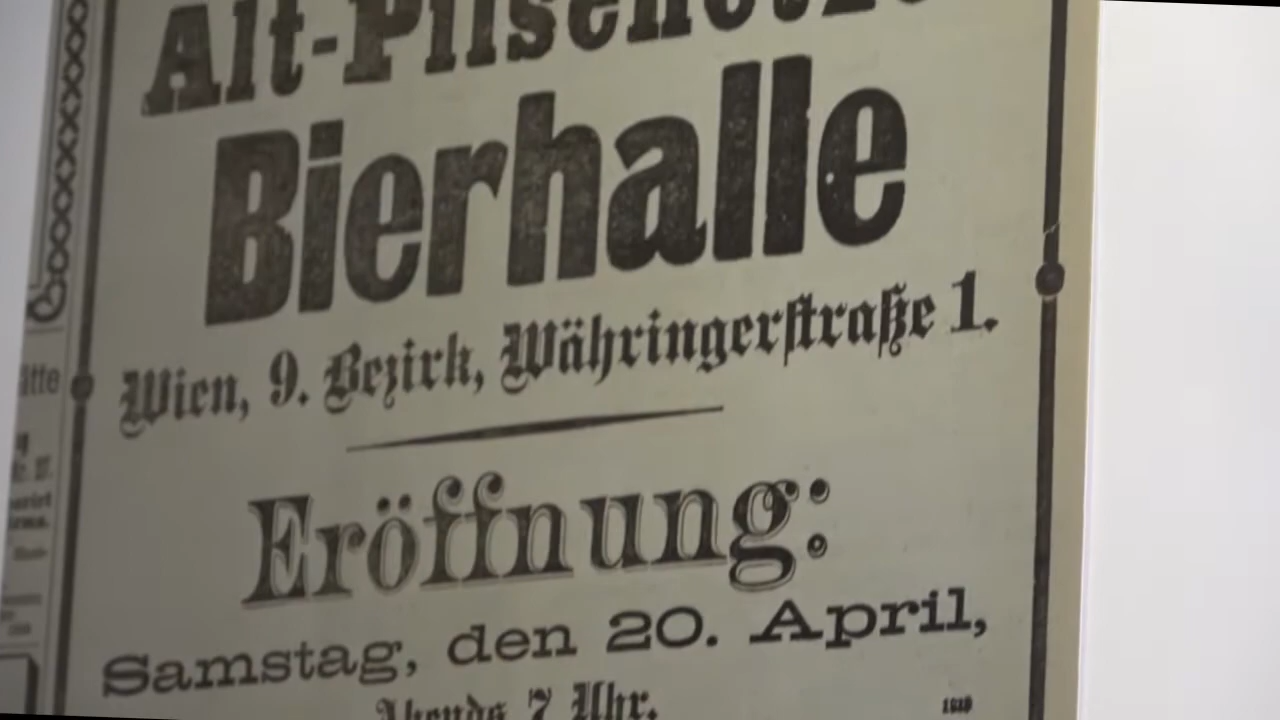 Alt-Pilsenetzer
Bierhalle
Wien, 9. Bezirk, Währingerstraße 1.
Eröffnung:
Samstag, den 20. April,
Abends 7 Uhr.